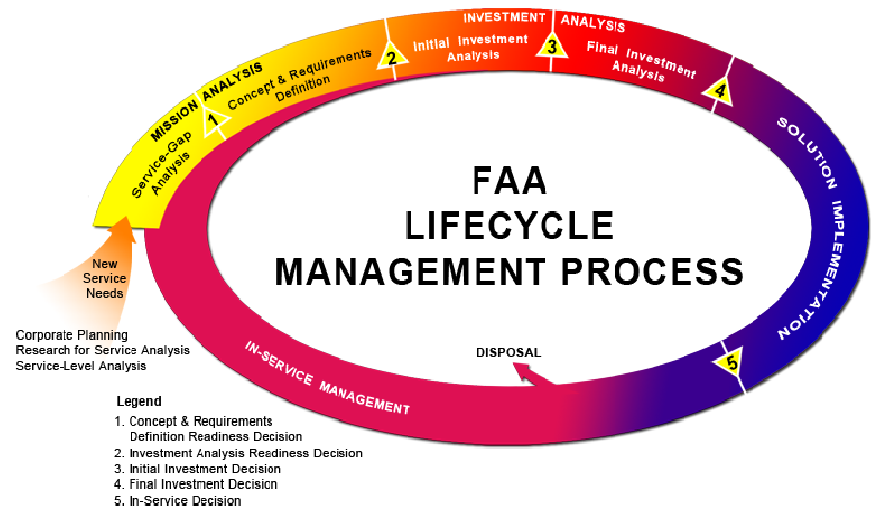 INVESTMENT ANALYSIS
MISSION ANALYSIS
Service-Gap
Analysis
1
Concept & Requirements
Definition
2
Initial Investment
Analysis
3
Final Investment
Analysis
4
SOLUTION IMPLEMENTATION
5
FAA
LIFECYCLE
MANAGEMENT PROCESS
DISPOSAL
IN-SERVICE MANAGEMENT
New
Service
Needs
Corporate Planning
Research for Service Analysis
Service-Level Analysis
Legend
1. Concept & Requirements
Definition Readiness Decision
2. Investment Analysis Readiness Decision
3. Initial Investment Decision
4. Final Investment Decision
5. In-Service Decision